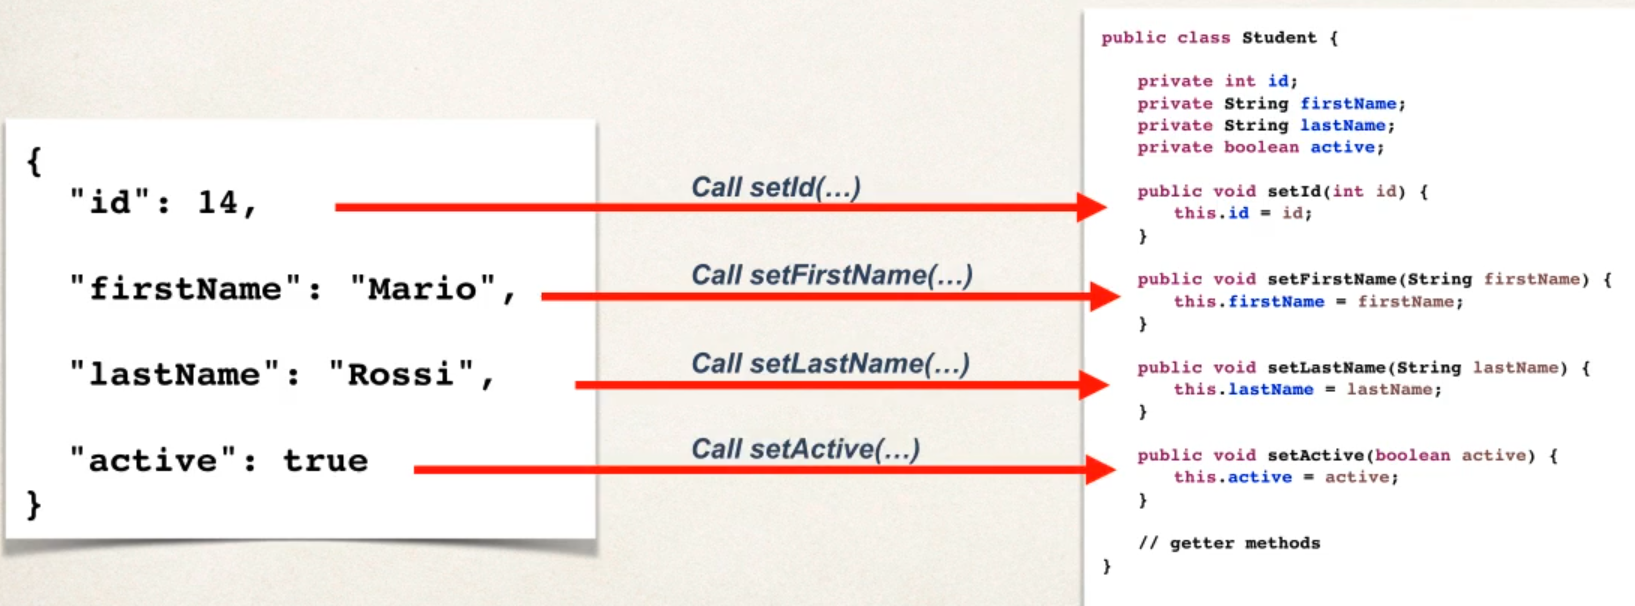 {
"id": 14,
"firstName": "Mario",
"lastName": "Rossi",
"active": true
}
Call setId(...)
Call setFirstName(...)
Call setLastName(...)
Call setActive(...)
public class Student {
private int id;
private String firstName;
private String lastName;
private boolean active;
public void setId(int id) {
this.id = id;
}
public void setFirstName(String firstName) {
this.firstName = firstName;
}
public void setLastName(String lastName) {
this.lastName = lastName;
}
public void setActive(boolean active) {
this.active = active;
}
// getter methods
}